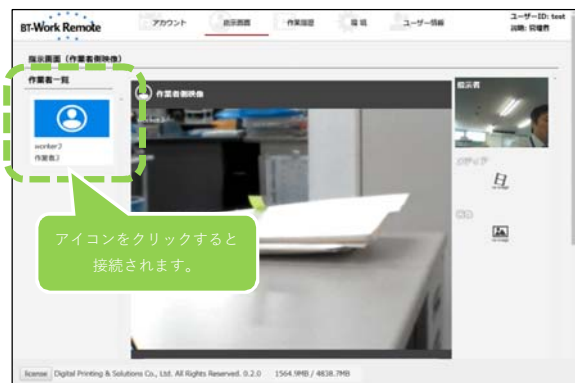 BT-Work Remote
アカウント
指示画面
作業履歴
環境
ユーザー情報
ユーザーID: test
指示画面（作業者側映像）
作業者一覧
worker2
作業者2
作業者側映像
指示者
メディア
アイコンをクリックすると
接続されます。
license Digital Printing & Solutions Co., Ltd. All Rights Reserved. 0.2.0 1564.9MB / 4838.7MB